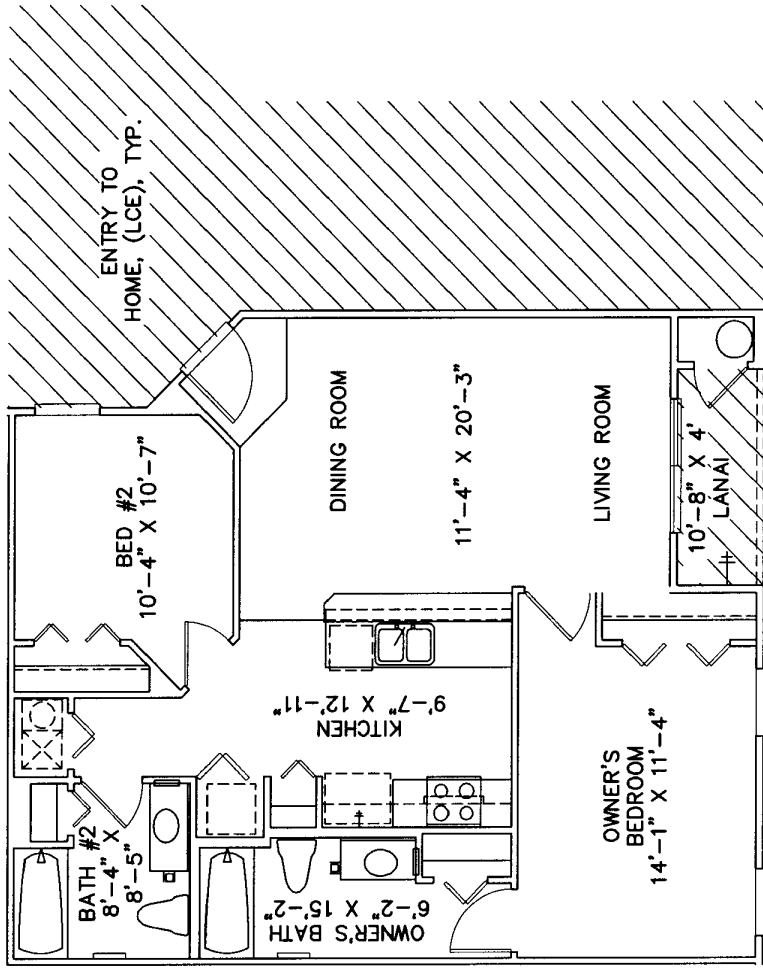 ENTRY TO
HOME, (LCE), TYP.
BED #2
10'-4" X 10'-7"
DINING ROOM
11'-4" X 20'-3"
LIVING ROOM
10'-8" X 4'
LANAI
KITCHEN
9'-7" X 12'-11"
BATH #2
8'-4" X
8'-5"
OWNER'S BATH
6'-2" X 15'-2"
OWNER'S
BEDROOM
14'-1" X 11'-4"